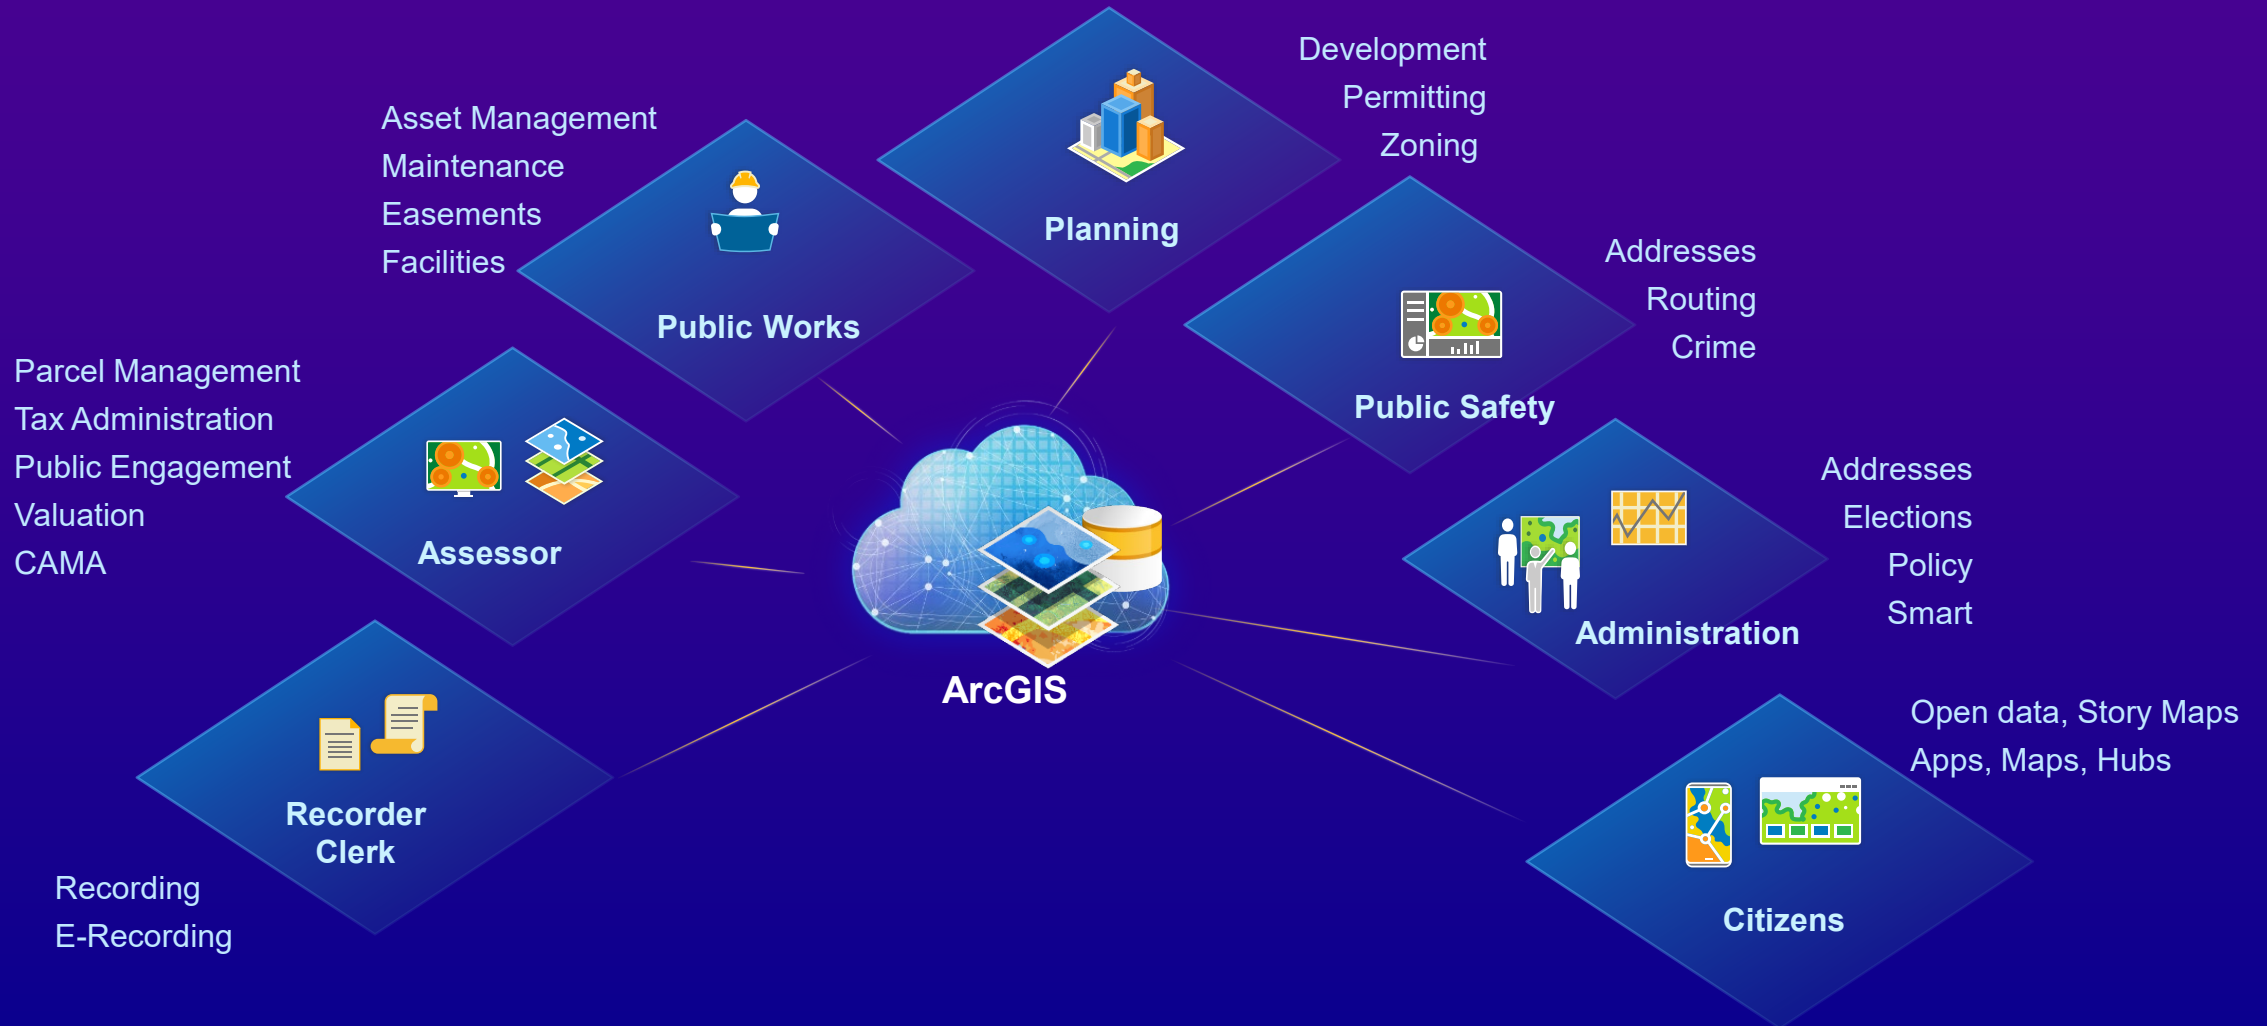 Development
Permitting
Zoning
Planning
Asset Management
Maintenance
Easements
Facilities
Public Works
Addresses
Routing
Crime
Public Safety
Parcel Management
Tax Administration
Public Engagement
Valuation
CAMA
Assessor
Addresses
Elections
Policy
Smart
Administration
ArcGIS
Open data, Story Maps
Apps, Maps, Hubs
Citizens
Recorder
Clerk
Recording
E-Recording